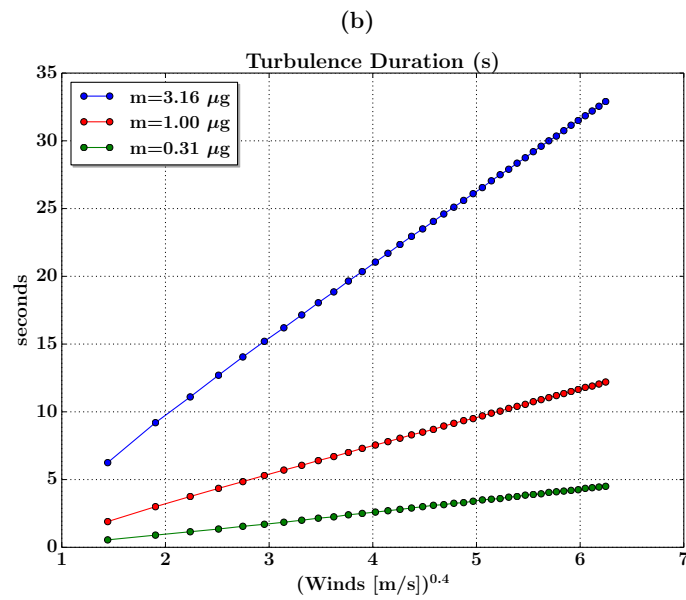 (b)
Turbulence Duration (s)
35
30
25
20
15
10
5
0
seconds
m=3.16 μg
m=1.00 μg
m=0.31 μg
1 2 3 4 5 6 7
(Winds [m/s])^0.4